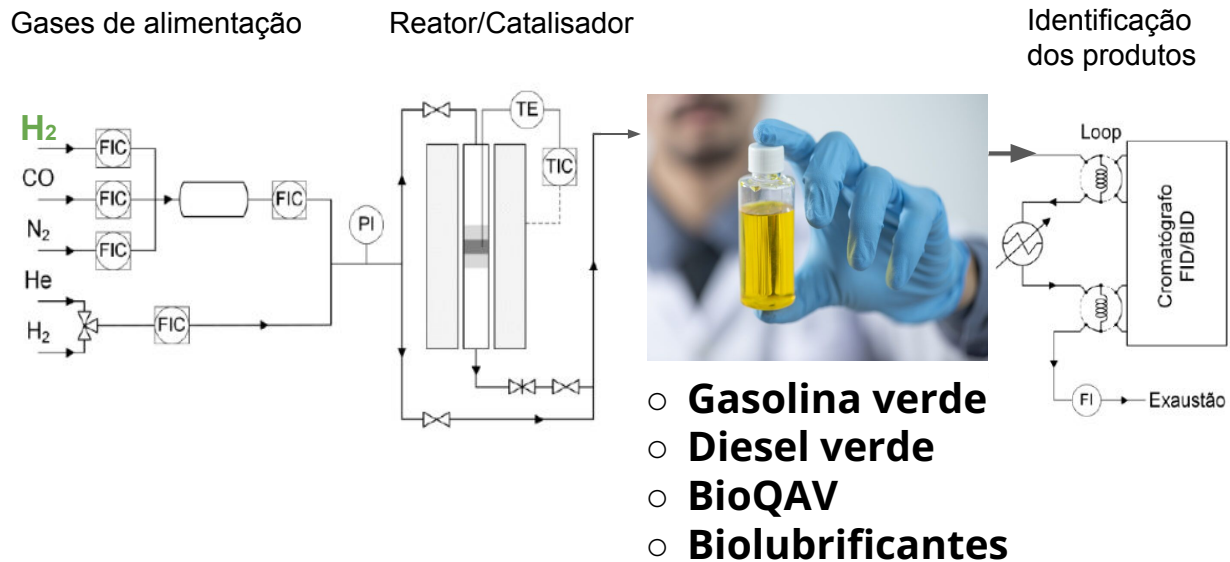 Gases de alimentação
Reator/Catalisador
Identificação
dos produtos
H₂
FIC
CO
FIC
FIC
N₂
FIC
He
H₂
FIC
PI
TE
TIC
Loop
Cromatógrafo
FID/BID
FI
Exaustão
○ Gasolina verde
○ Diesel verde
○ BioQAV
○ Biolubrificantes